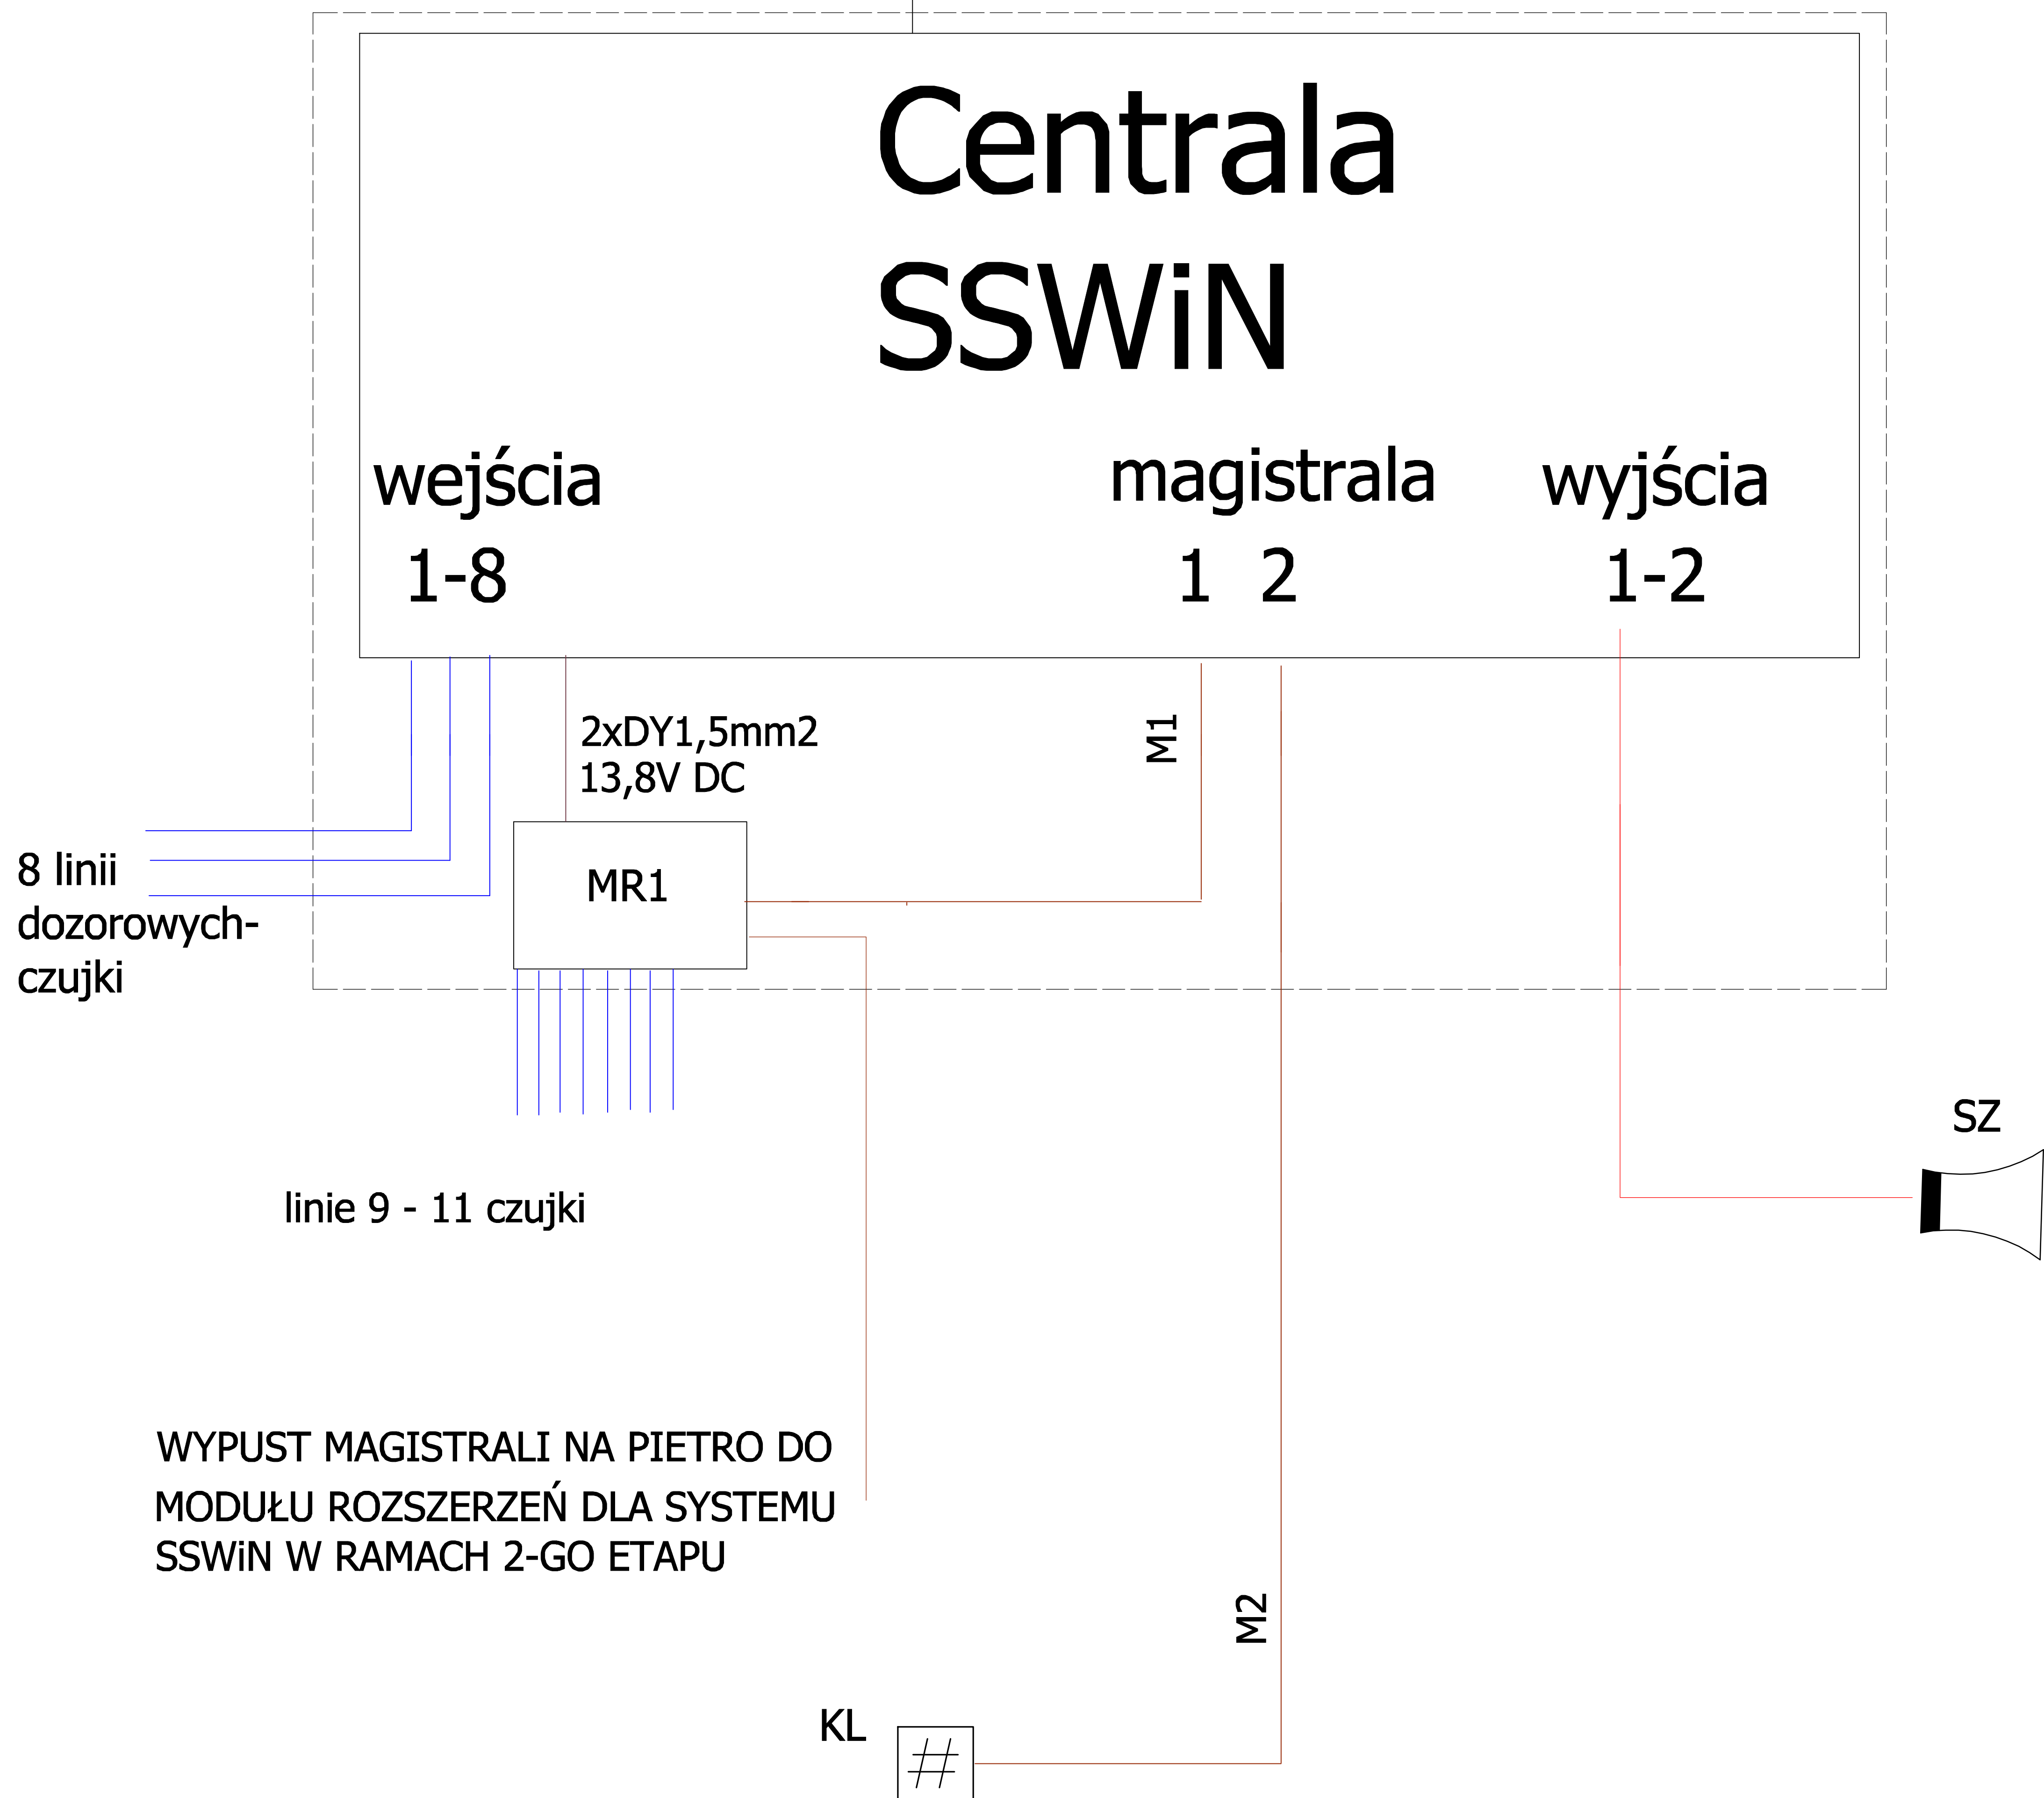 Centrala
SSWiN
wejścia
magistrala
wyjścia
1-8
1 2
1-2
2xDY1,5mm2
13,8V DC
M1
MR1
8 linii
dozorowych-
czujki
SZ
linie 9 - 11 czujki
WYPUST MAGISTRALI NA PIETRO DO
MODUŁU ROZSZERZEŃ DLA SYSTEMU
SSWiN W RAMACH 2-GO ETAPU
M2
KL
#